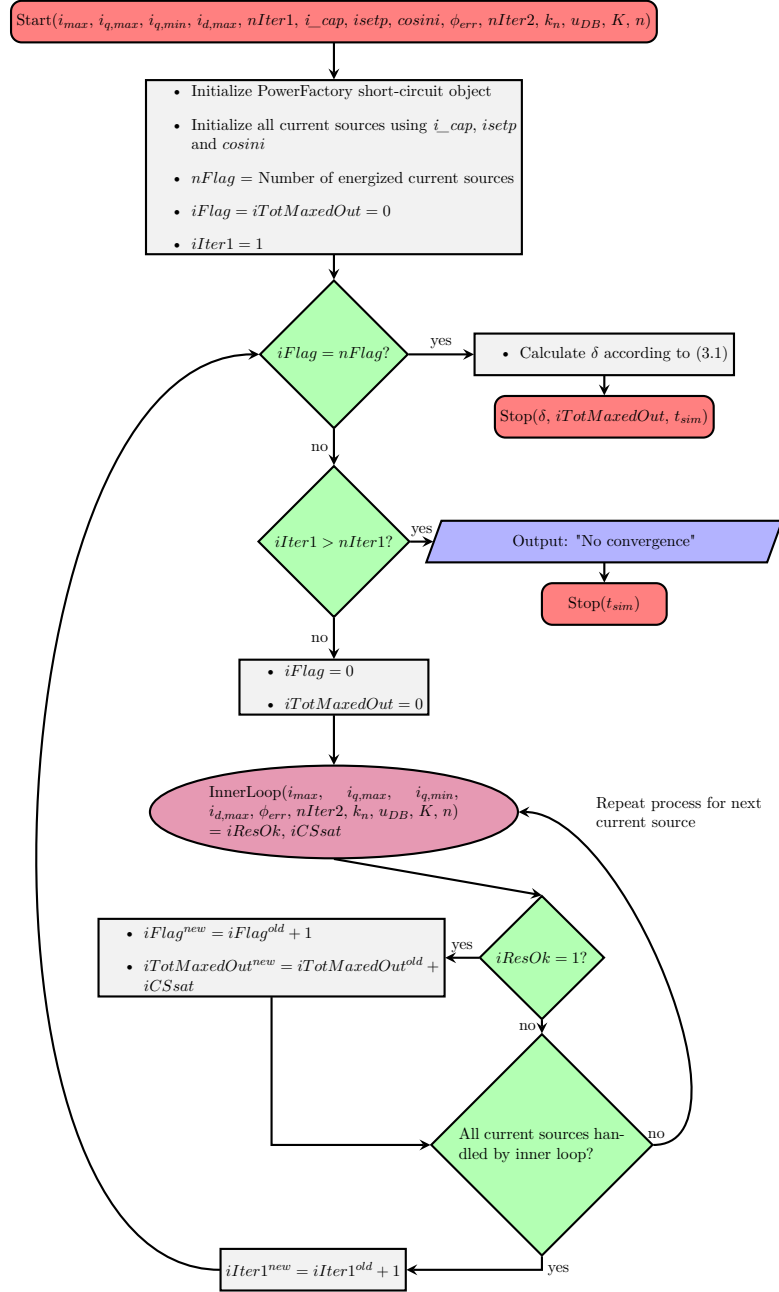 Start(i_max, i_q,max, i_q,min, i_d,max, nIter1, i_cap, isetp, cosini, ϕ_err, nIter2, k_n, u_DB, K, n)
• Initialize PowerFactory short-circuit object
• Initialize all current sources using i_cap, isetp
and cosini
• nFlag = Number of energized current sources
• iFlag = iTotMaxedOut = 0
• iIter1 = 1
iFlag = nFlag?
yes
• Calculate δ according to (3.1)
Stop(δ, iTotMaxedOut, t_sim)
no
iIter1 > nIter1?
yes
Output: "No convergence"
Stop(t_sim)
no
• iFlag = 0
• iTotMaxedOut = 0
InnerLoop(i_max, i_q,max, i_q,min,
i_d,max, ϕ_err, nIter2, k_n, u_DB, K, n)
= iResOk, iCSsat
Repeat process for next
current source
iResOk = 1?
yes
• iFlag^new = iFlag^old + 1
• iTotMaxedOut^new = iTotMaxedOut^old +
iCSsat
no
All current sources han-
dled by inner loop?
no
yes
iIter1^new = iIter1^old + 1